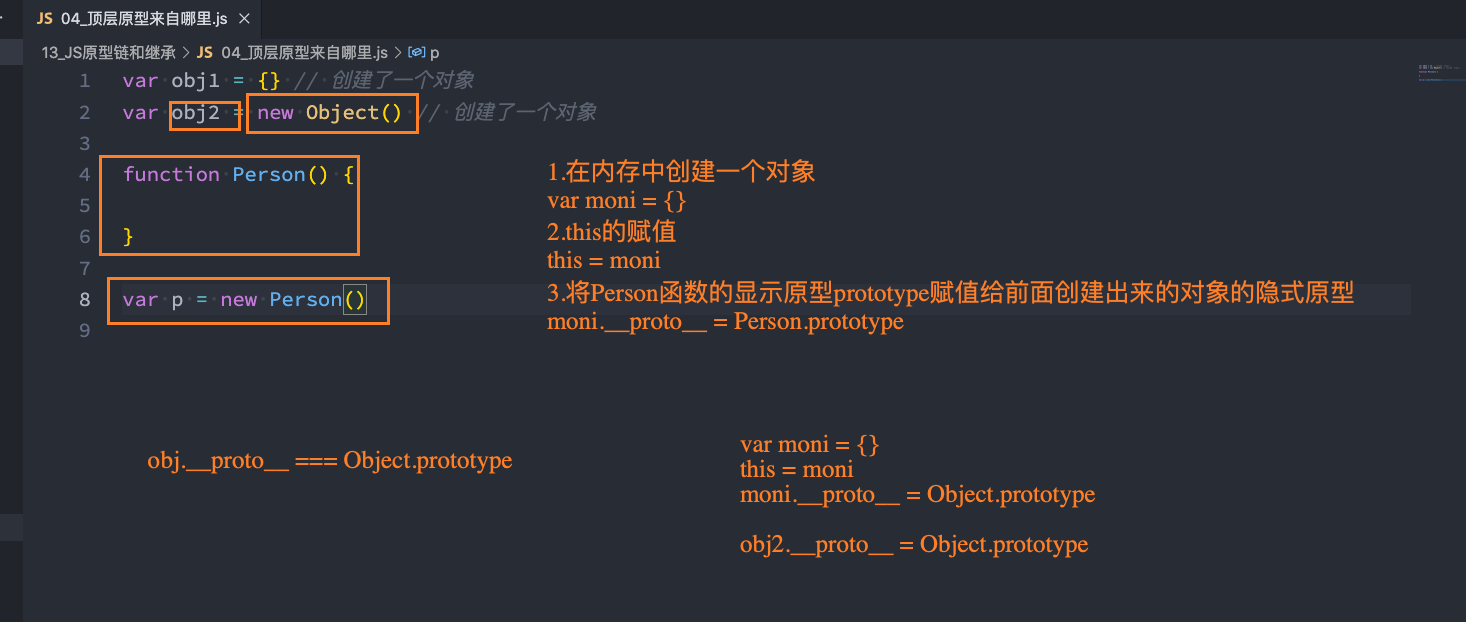 JS 04_顶层原型来自哪里.js ×
13_JS原型链和继承 > JS 04_顶层原型来自哪里.js > p
1 var obj1 = {} // 创建了一个对象
2 var obj2 = new Object() // 创建了一个对象
3
4 function Person() {
5
6 }
7
8 var p = new Person()
9
1.在内存中创建一个对象
var moni = {}
2.this的赋值
this = moni
3.将Person函数的显示原型prototype赋值给前面创建出来的对象的隐式原型
moni.__proto__ = Person.prototype
obj.__proto__ === Object.prototype
var moni = {}
this = moni
moni.__proto__ = Object.prototype
obj2.__proto__ = Object.prototype